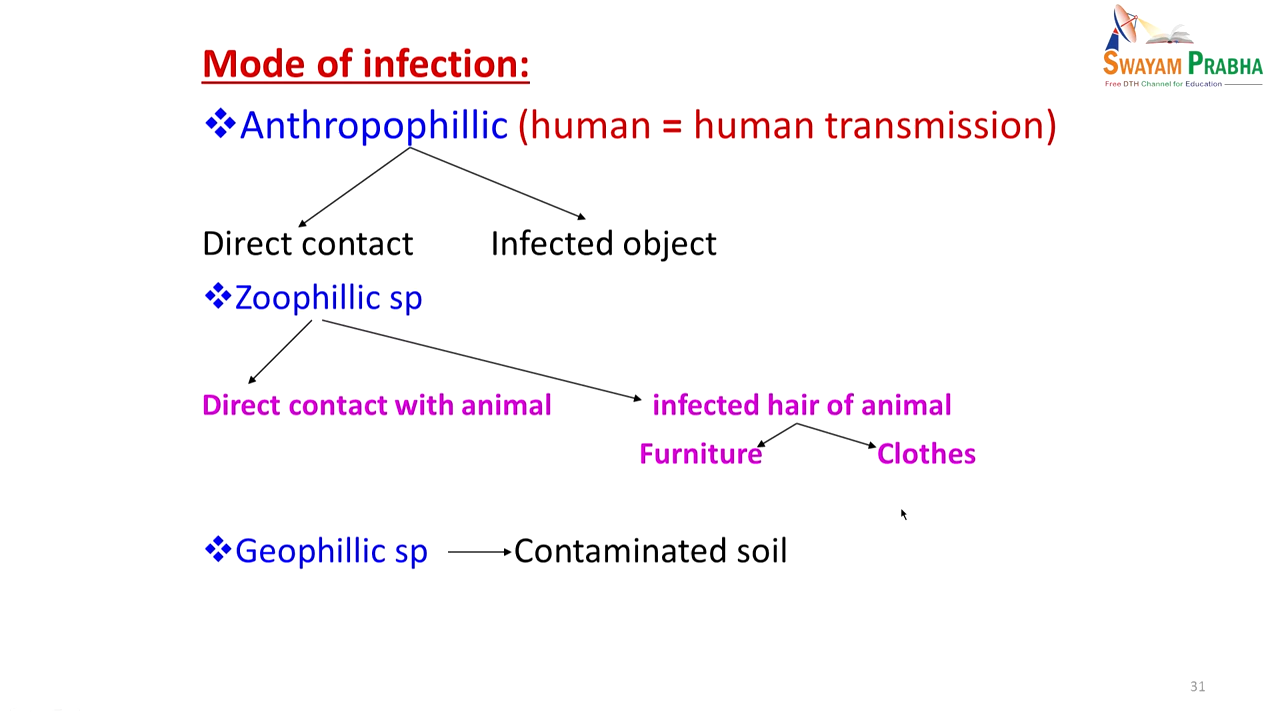 SWAYAM PRABHA
Free DTH Channel for Education
Mode of infection:
❖Anthropophillic (human = human transmission)
Direct contact Infected object
❖Zoophillic sp
Direct contact with animal infected hair of animal
Furniture Clothes
❖Geophillic sp Contaminated soil
31